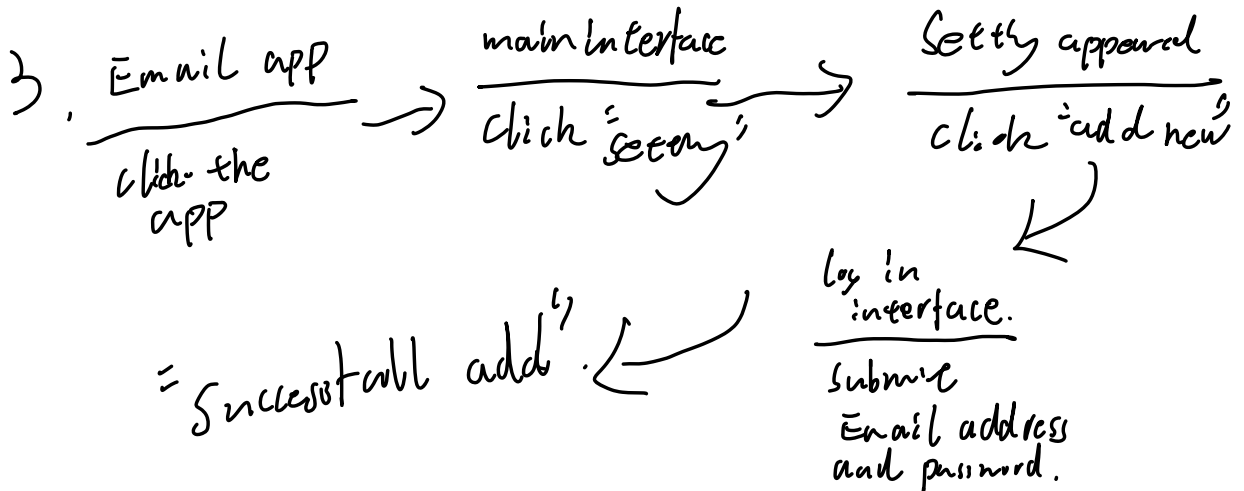 3. Email app
click the
app
main interface
click "setting"
Setting appeared
click "add new"
log in
interface.
submit
Email address
and password.
"Successfull add".